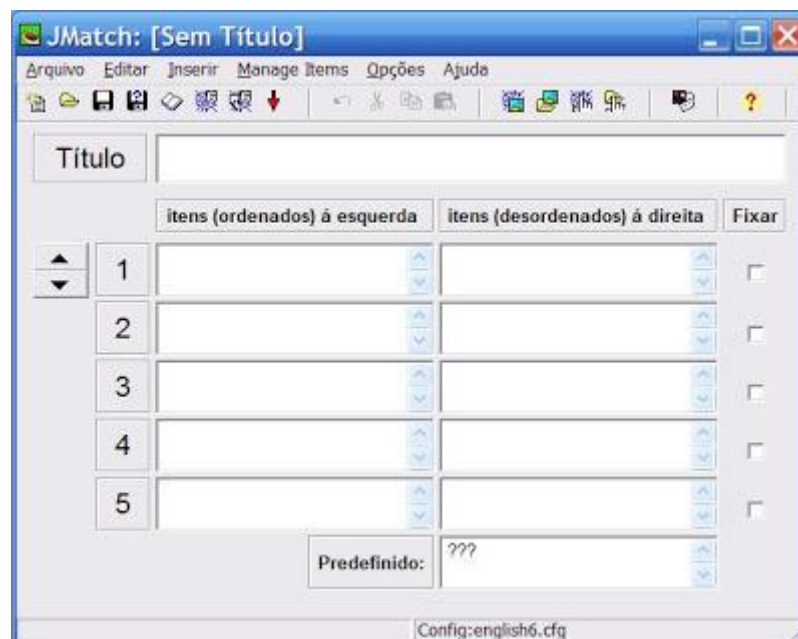 JMatch: [Sem Título]
Arquivo Editar Inserir Manage Items Opções Ajuda
Título
itens (ordenados) á esquerda itens (desordenados) á direita Fixar
1
2
3
4
5
Predefinido: ???
Config:english6.cfg